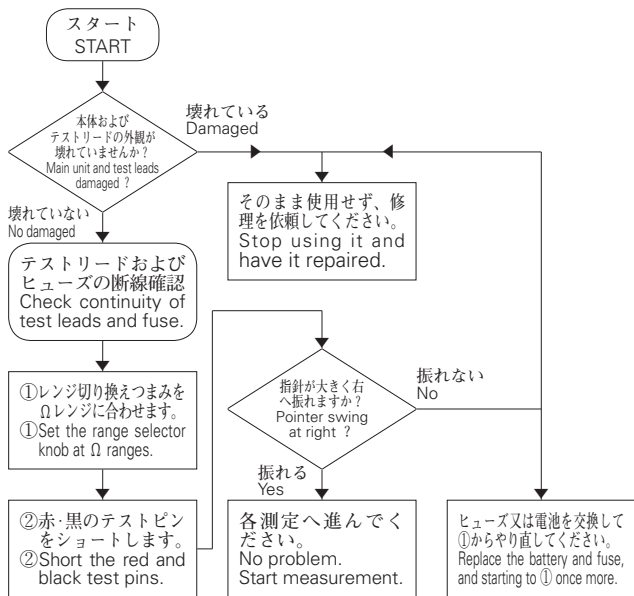 スタート
START
本体および
テストリードの外観が
壊れていませんか？
Main unit and test leads
damaged ？
壊れている
Damaged
そのまま使用せず、修
理を依頼してください。
Stop using it and
have it repaired.
壊れていない
No damaged
テストリードおよび
ヒューズの断線確認
Check continuity of
test leads and fuse.
①レンジ切り換えつまみを
Ωレンジに合わせます。
①Set the range selector
knob at Ω ranges.
②赤･黒のテストピン
をショートします。
②Short the red and
black test pins.
指針が大きく右
へ振れますか？
Pointer swing
at right ？
振れない
No
振れる
Yes
各測定へ進んでく
ださい。
No problem.
Start measurement.
ヒューズ又は電池を交換して
①からやり直してください。
Replace the battery and fuse,
and starting to ① once more.